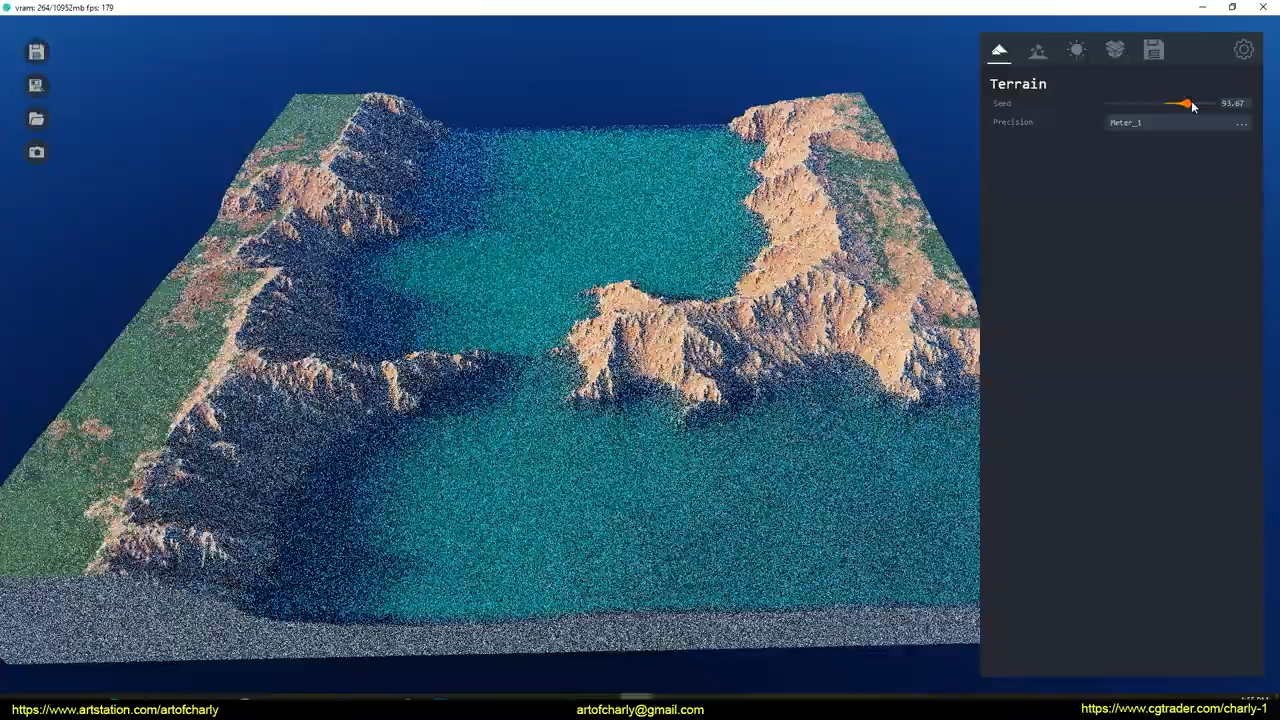 vram: 264/10952mb fps: 179
Terrain
Seed 93.67
Precision Meter_1 ...
https://www.artstation.com/artofcharly artofcharly@gmail.com https://www.cgtrader.com/charly-1